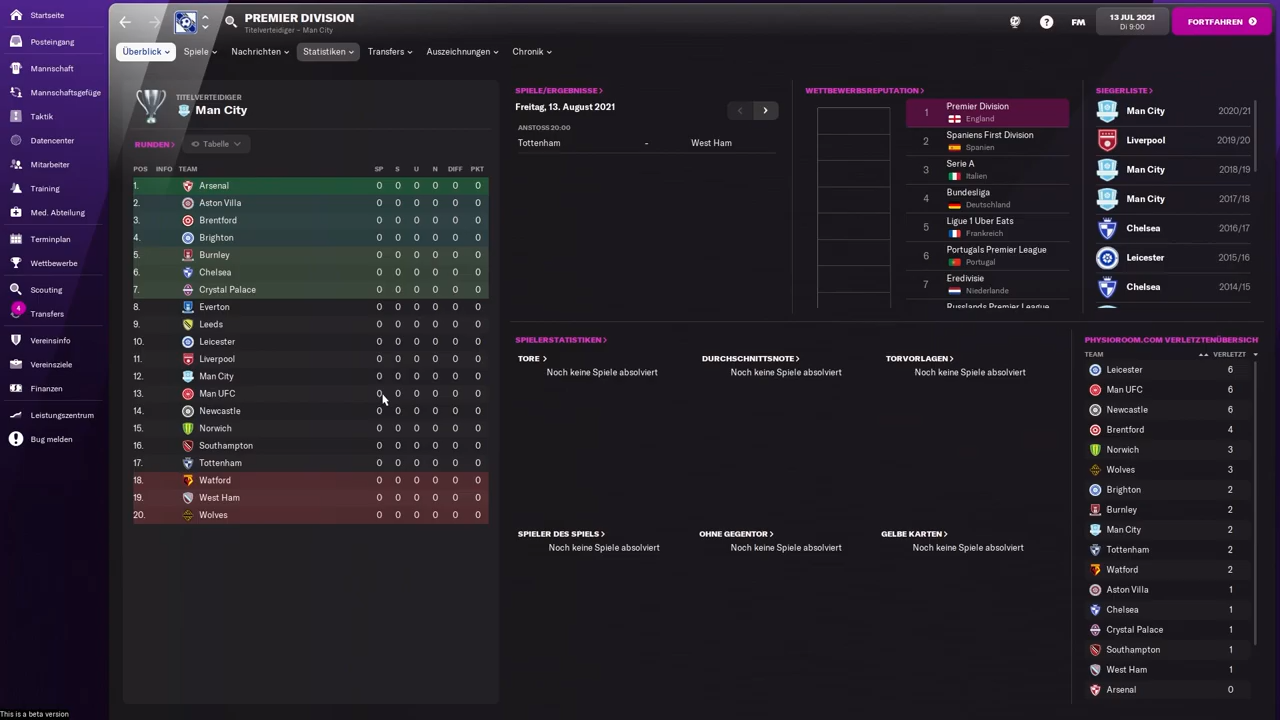 Startseite
Posteingang
Mannschaft
Mannschaftsgefüge
Taktik
Datencenter
Mitarbeiter
Training
Med. Abteilung
Terminplan
Wettbewerbe
Scouting
4
Transfers
Vereinsinfo
Vereinsziele
Finanzen
Leistungszentrum
Bug melden
This is a beta version
PREMIER DIVISION
Titelverteidiger - Man City
FM
13 JUL 2021
Di 9:00
FORTFAHREN
Überblick
Spiele
Nachrichten
Statistiken
Transfers
Auszeichnungen
Chronik
TITELVERTEIDIGER
Man City
RUNDEN
Tabelle
POS INFO TEAM SP S U N DIFF PKT
1. Arsenal 0 0 0 0 0 0
2. Aston Villa 0 0 0 0 0 0
3. Brentford 0 0 0 0 0 0
4. Brighton 0 0 0 0 0 0
5. Burnley 0 0 0 0 0 0
6. Chelsea 0 0 0 0 0 0
7. Crystal Palace 0 0 0 0 0 0
8. Everton 0 0 0 0 0 0
9. Leeds 0 0 0 0 0 0
10. Leicester 0 0 0 0 0 0
11. Liverpool 0 0 0 0 0 0
12. Man City 0 0 0 0 0 0
13. Man UFC 0 0 0 0 0 0
14. Newcastle 0 0 0 0 0 0
15. Norwich 0 0 0 0 0 0
16. Southampton 0 0 0 0 0 0
17. Tottenham 0 0 0 0 0 0
18. Watford 0 0 0 0 0 0
19. West Ham 0 0 0 0 0 0
20. Wolves 0 0 0 0 0 0
SPIELE/ERGEBNISSE
Freitag, 13. August 2021
ANSTOSS 20:00
Tottenham - West Ham
WETTBEWERBSREPUTATION
1 Premier Division
England
2 Spaniens First Division
Spanien
3 Serie A
Italien
4 Bundesliga
Deutschland
5 Ligue 1 Uber Eats
Frankreich
6 Portugals Premier League
Portugal
7 Eredivisie
Niederlande
Russlands Premier League
SIEGERLISTE
Man City 2020/21
Liverpool 2019/20
Man City 2018/19
Man City 2017/18
Chelsea 2016/17
Leicester 2015/16
Chelsea 2014/15
SPIELERSTATISTIKEN
TORE
Noch keine Spiele absolviert
DURCHSCHNITTSNOTE
Noch keine Spiele absolviert
TORVORLAGEN
Noch keine Spiele absolviert
SPIELER DES SPIELS
Noch keine Spiele absolviert
OHNE GEGENTOR
Noch keine Spiele absolviert
GELBE KARTEN
Noch keine Spiele absolviert
PHYSIOROOM.COM VERLETZTENÜBERSICH
TEAM VERLETZT
Leicester 6
Man UFC 6
Newcastle 6
Brentford 4
Norwich 3
Wolves 3
Brighton 2
Burnley 2
Man City 2
Tottenham 2
Watford 2
Aston Villa 1
Chelsea 1
Crystal Palace 1
Southampton 1
West Ham 1
Arsenal 0